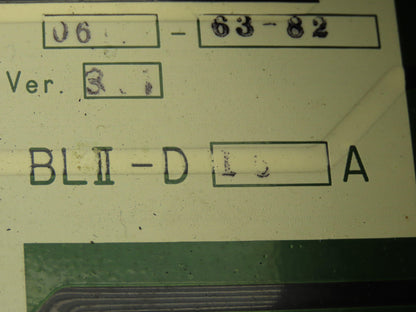 06 - 63-82
Ver. 3.
BLII-D A